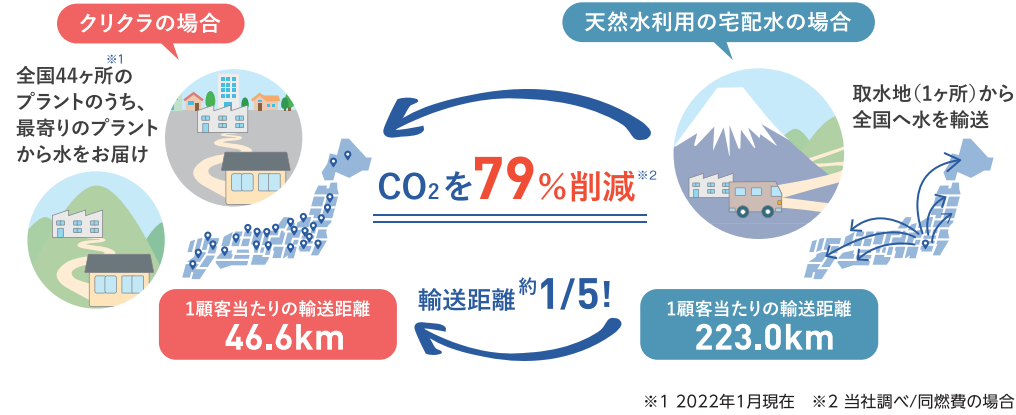 クリクラの場合
※1
全国44ヶ所の
プラントのうち、
最寄りのプラント
から水をお届け
天然水利用の宅配水の場合
取水地（1ヶ所）から
全国へ水を輸送
CO2を79%削減※2
輸送距離約1/5!
1顧客当たりの輸送距離
46.6km
1顧客当たりの輸送距離
223.0km
※1 2022年1月現在　※2 当社調べ/同燃費の場合